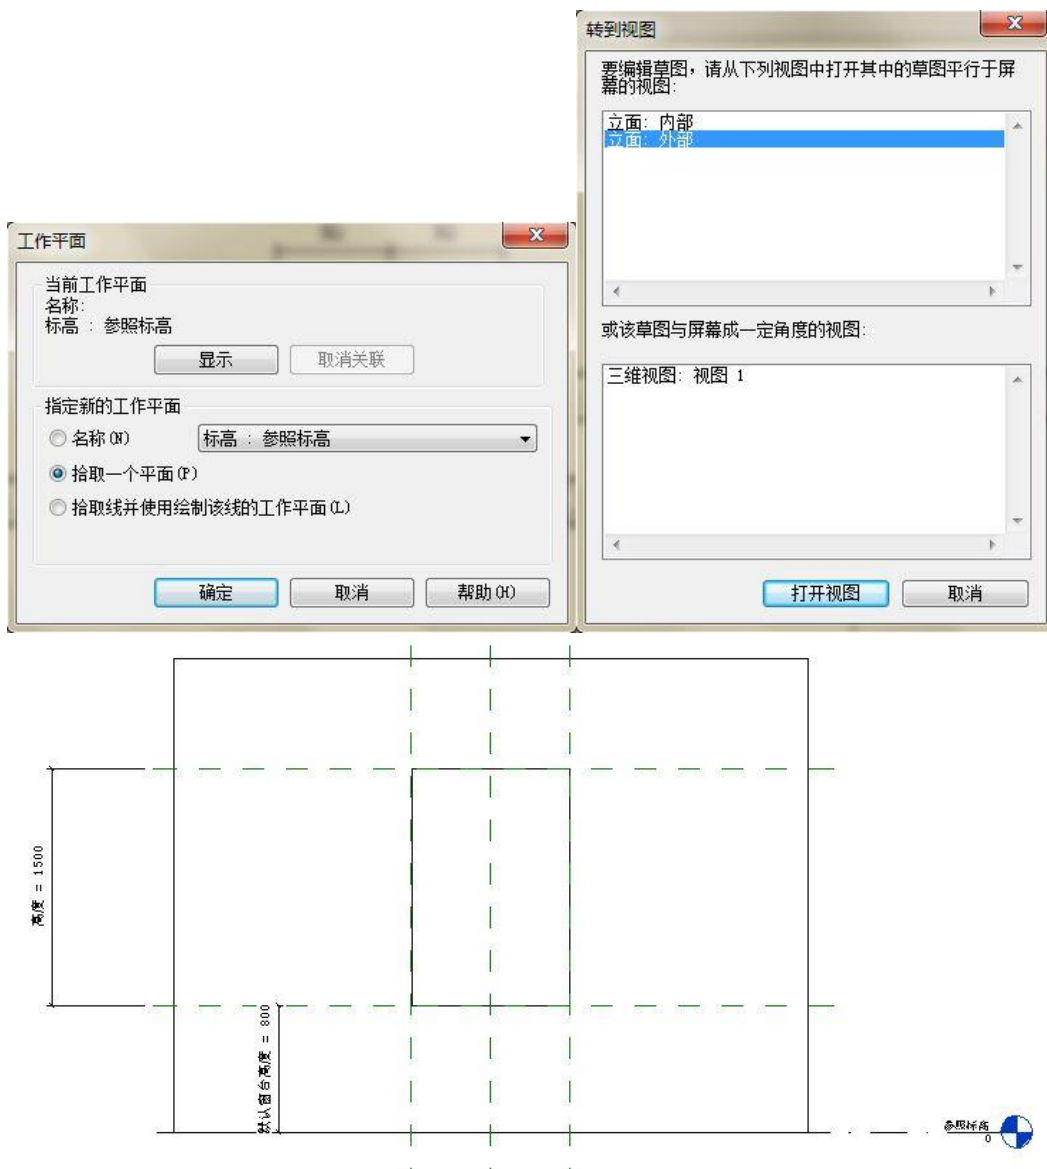 转到视图
要编辑草图，请从下列视图中打开其中的草图平行于屏
幕的视图：
立面: 内部
立面: 外部
或该草图与屏幕成一定角度的视图：
三维视图: 视图 1
打开视图
取消
工作平面
当前工作平面
名称:
标高 : 参照标高
显示
取消关联
指定新的工作平面
名称(N)
标高 : 参照标高
拾取一个平面(P)
拾取线并使用绘制该线的工作平面(L)
确定
取消
帮助(H)
高度 = 1500
默认窗台高度 = 800
参照标高
0